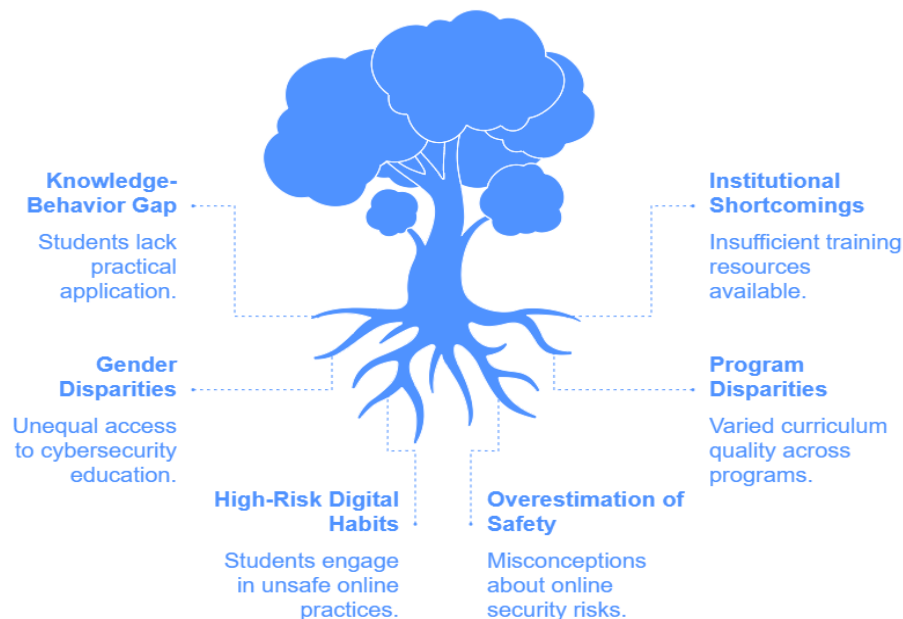 Knowledge-
Behavior Gap
Students lack
practical
application.
Institutional
Shortcomings
Insufficient training
resources
available.
Gender
Disparities
Unequal access
to cybersecurity
education.
Program
Disparities
Varied curriculum
quality across
programs.
High-Risk Digital
Habits
Students engage
in unsafe online
practices.
Overestimation of
Safety
Misconceptions
about online
security risks.